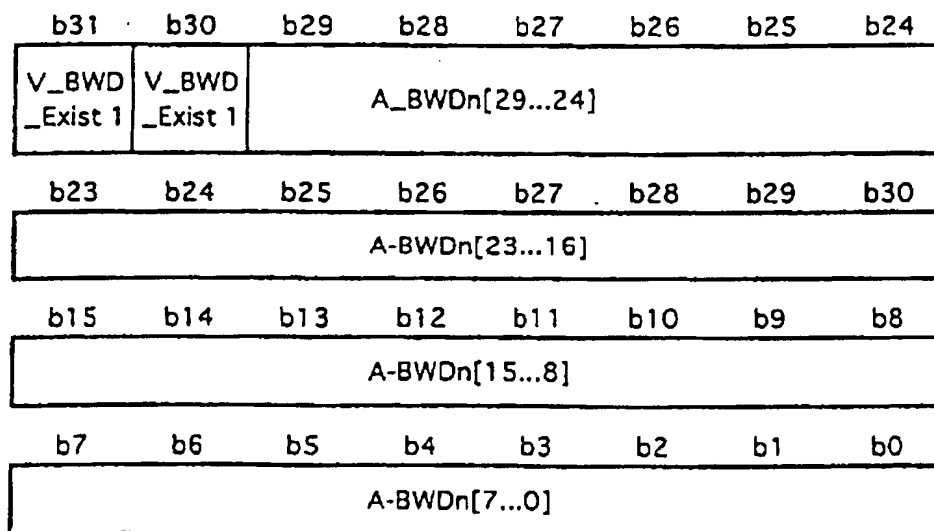 b31 b30 b29 b28 b27 b26 b25 b24
V_BWD V_BWD
_Exist 1 _Exist 1
A_BWDn[29...24]
b23 b24 b25 b26 b27 b28 b29 b30
A-BWDn[23...16]
b15 b14 b13 b12 b11 b10 b9 b8
A-BWDn[15...8]
b7 b6 b5 b4 b3 b2 b1 b0
A-BWDn[7...0]